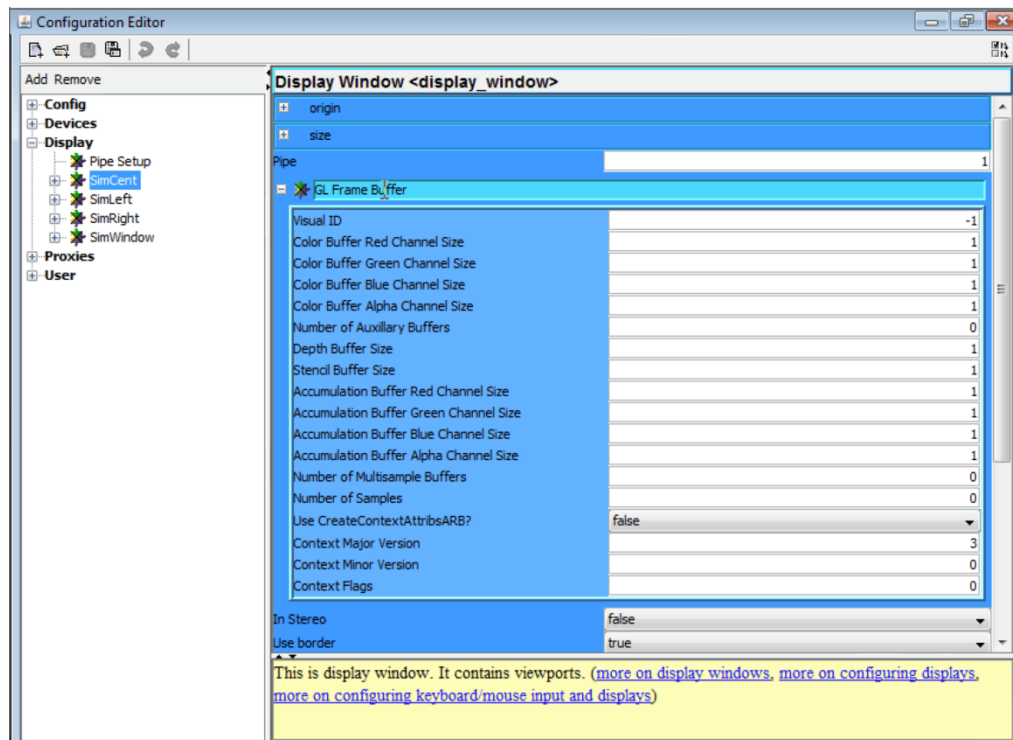 Configuration Editor
Add Remove
Config
Devices
Display
Pipe Setup
SimCent
SimLeft
SimRight
SimWindow
Proxies
User
Display Window <display_window>
origin
size
Pipe 1
GL Frame Buffer
Visual ID -1
Color Buffer Red Channel Size 1
Color Buffer Green Channel Size 1
Color Buffer Blue Channel Size 1
Color Buffer Alpha Channel Size 1
Number of Auxillary Buffers 0
Depth Buffer Size 1
Stencil Buffer Size 1
Accumulation Buffer Red Channel Size 1
Accumulation Buffer Green Channel Size 1
Accumulation Buffer Blue Channel Size 1
Accumulation Buffer Alpha Channel Size 1
Number of Multisample Buffers 0
Number of Samples 0
Use CreateContextAttribsARB? false
Context Major Version 3
Context Minor Version 0
Context Flags 0
In Stereo false
Use border true
This is display window. It contains viewports. (more on display windows, more on configuring displays,
more on configuring keyboard/mouse input and displays)